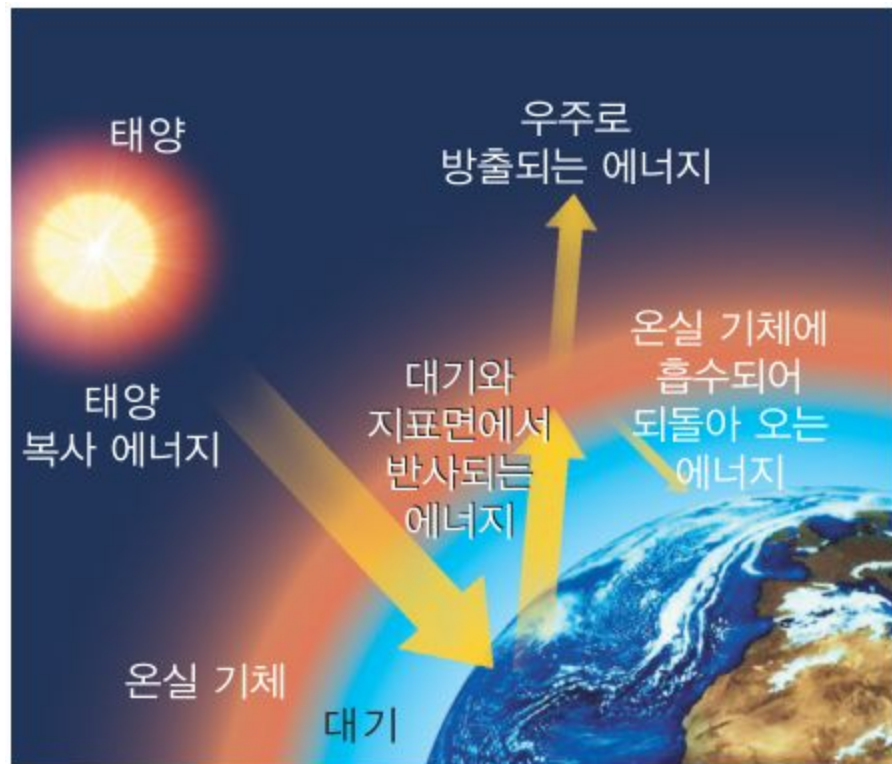 태양
우주로
방출되는 에너지
태양
복사 에너지
대기와
지표면에서
반사되는
에너지
온실 기체에
흡수되어
되돌아 오는
에너지
온실 기체
대기